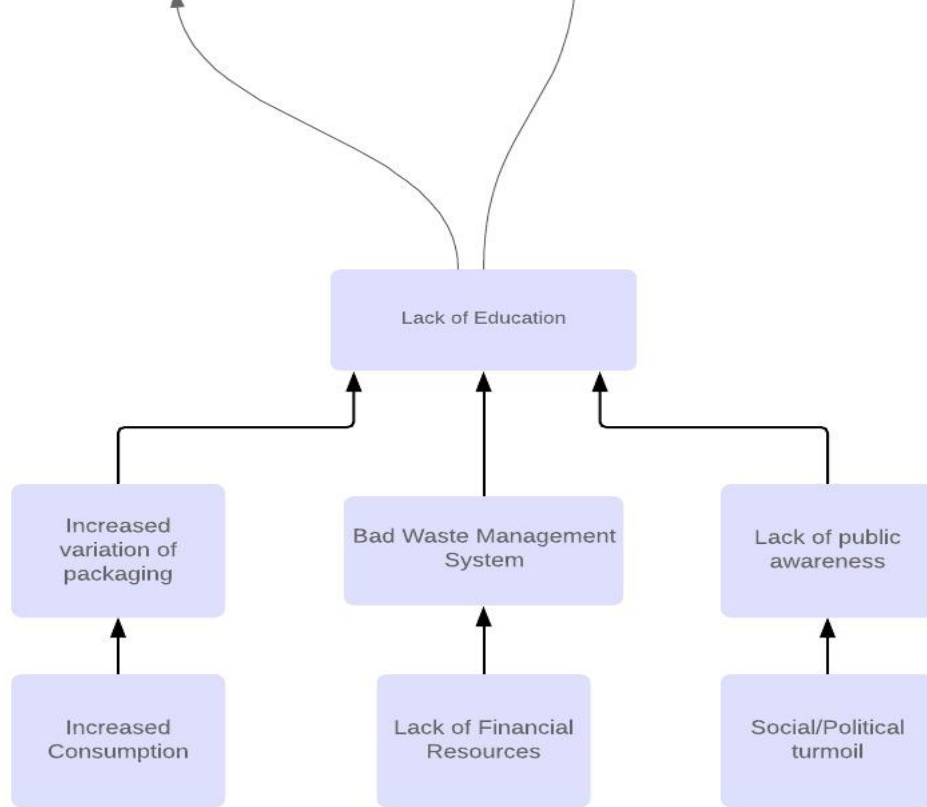 Lack of Education
Increased
variation of
packaging
Bad Waste Management
System
Lack of public
awareness
Increased
Consumption
Lack of Financial
Resources
Social/Political
turmoil